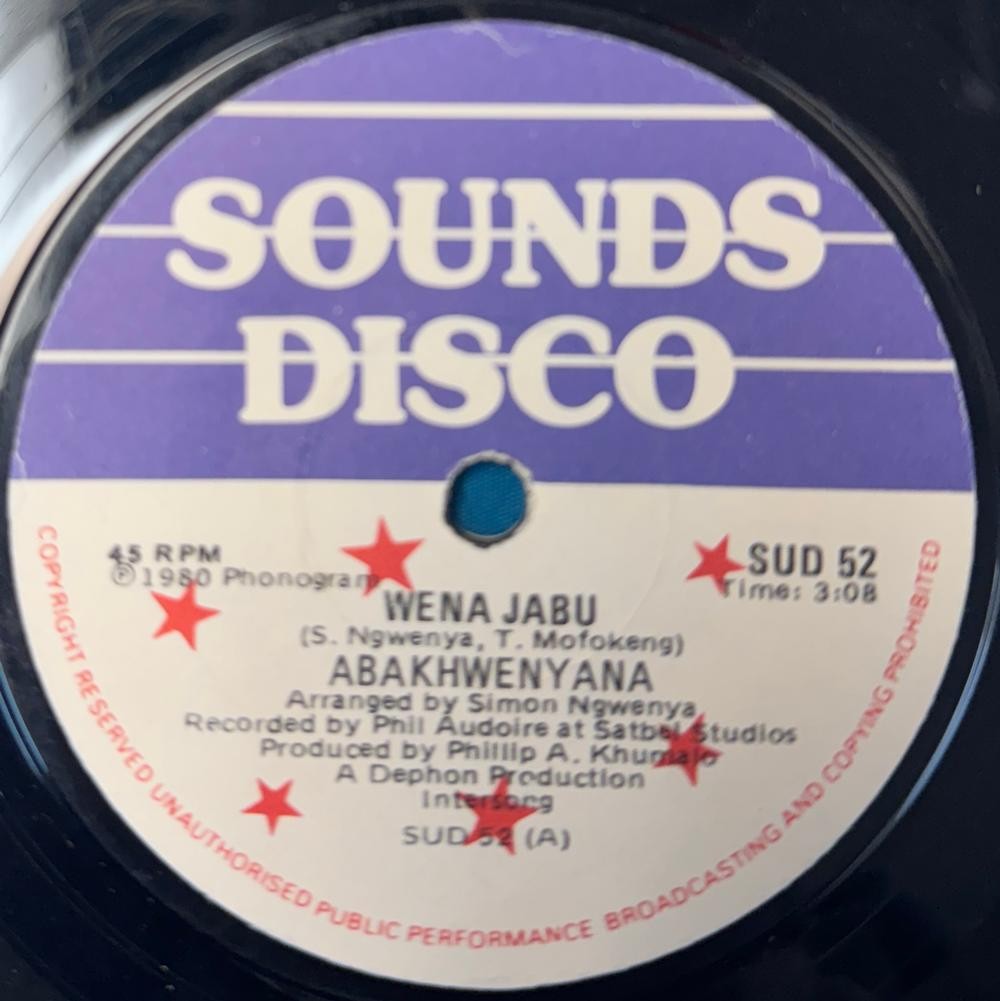 SOUNDS
DISCO
45 RPM
℗1980 Phonogram
SUD 52
Time: 3:08
WENA JABU
(S. Ngwenya, T. Mofokeng)
ABAKHWENYANA
Arranged by Simon Ngwenya
Recorded by Phil Audoire at Satbel Studios
Produced by Phillip A. Khumalo
A Dephon Production
Intersong
SUD 52 (A)
COPYRIGHT RESERVED UNAUTHORISED PUBLIC PERFORMANCE BROADCASTING AND COPYING PROHIBITED